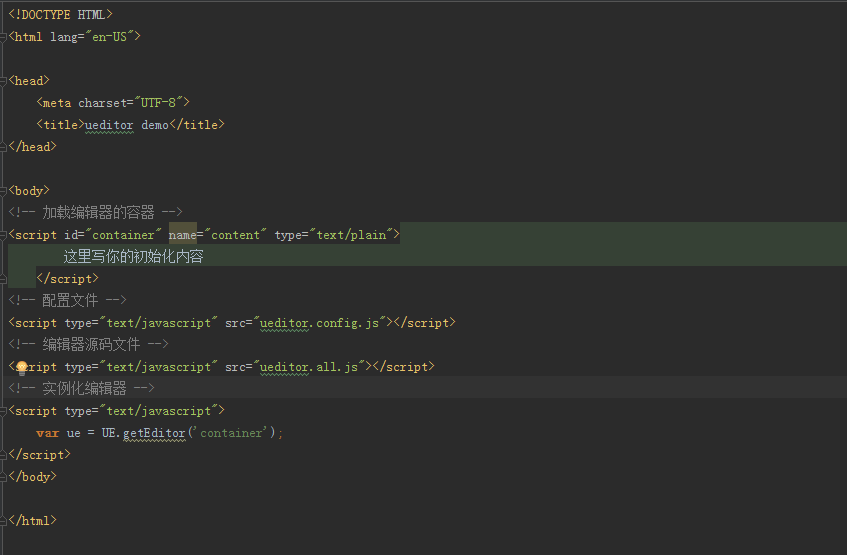 <!DOCTYPE HTML>
<html lang="en-US">
<head>
<meta charset="UTF-8">
<title>ueditor demo</title>
</head>
<body>
<!-- 加载编辑器的容器 -->
<script id="container" name="content" type="text/plain">
这里写你的初始化内容
</script>
<!-- 配置文件 -->
<script type="text/javascript" src="ueditor.config.js"></script>
<!-- 编辑器源码文件 -->
<script type="text/javascript" src="ueditor.all.js"></script>
<!-- 实例化编辑器 -->
<script type="text/javascript">
var ue = UE.getEditor('container');
</script>
</body>
</html>